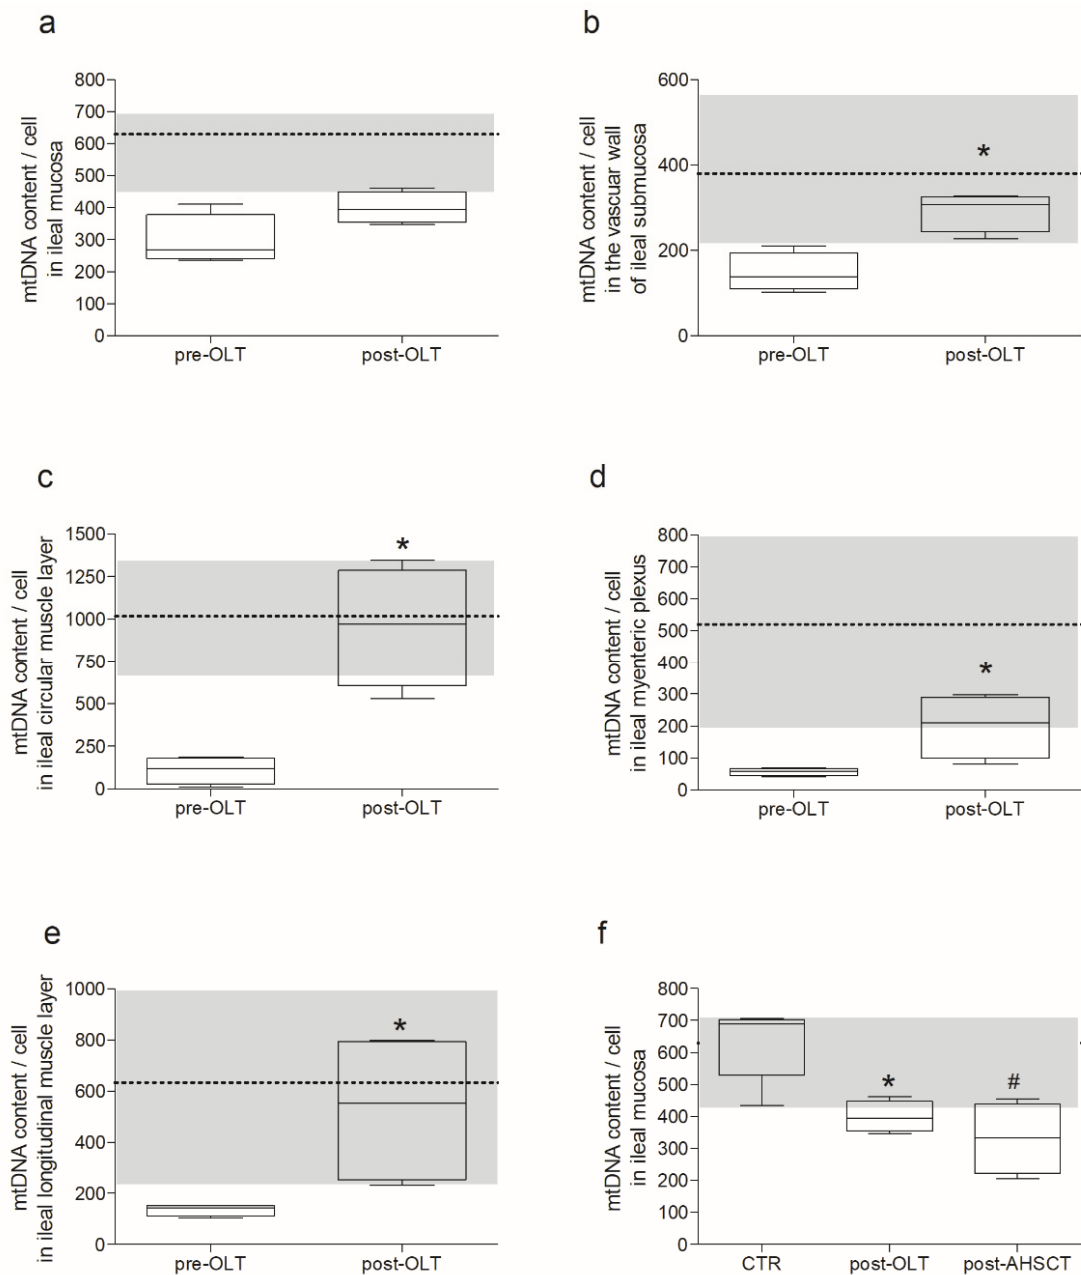 a
mtDNA content / cell
in ileal mucosa
800
700
600
500
400
300
200
100
0
pre-OLT
post-OLT
b
mtDNA content / cell
in the vascuar wall
of ileal submucosa
600
400
200
0
*
pre-OLT
post-OLT
c
mtDNA content / cell
in ileal circular muscle layer
1500
1250
1000
750
500
250
0
*
pre-OLT
post-OLT
d
mtDNA content / cell
in ileal myenteric plexus
800
700
600
500
400
300
200
100
0
*
pre-OLT
post-OLT
e
mtDNA content / cell
in ileal longitudinal muscle layer
1000
800
600
400
200
0
*
pre-OLT
post-OLT
f
mtDNA content / cell
in ileal mucosa
800
700
600
500
400
300
200
100
0
*
#
CTR
post-OLT
post-AHSCT